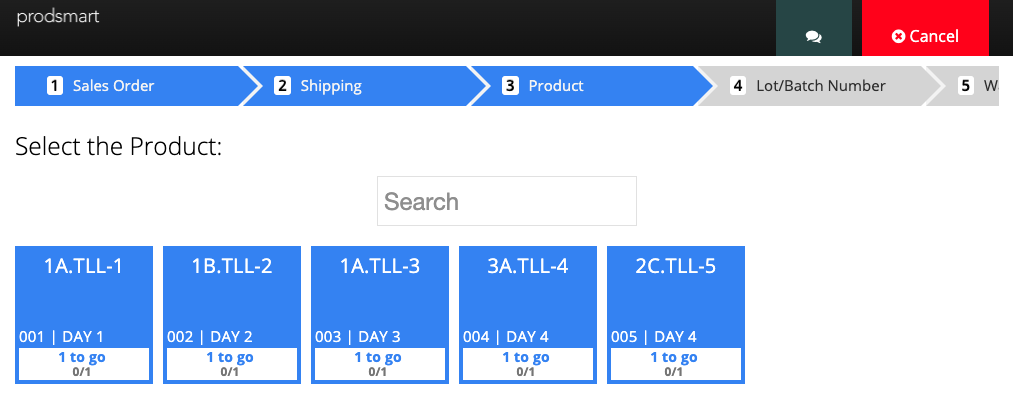 prodsmart
Cancel
1 Sales Order 2 Shipping 3 Product 4 Lot/Batch Number 5 W
Select the Product:
Search
1A.TLL-1 1B.TLL-2 1A.TLL-3 3A.TLL-4 2C.TLL-5
001 | DAY 1 002 | DAY 2 003 | DAY 3 004 | DAY 4 005 | DAY 4
1 to go 1 to go 1 to go 1 to go 1 to go
0/1 0/1 0/1 0/1 0/1